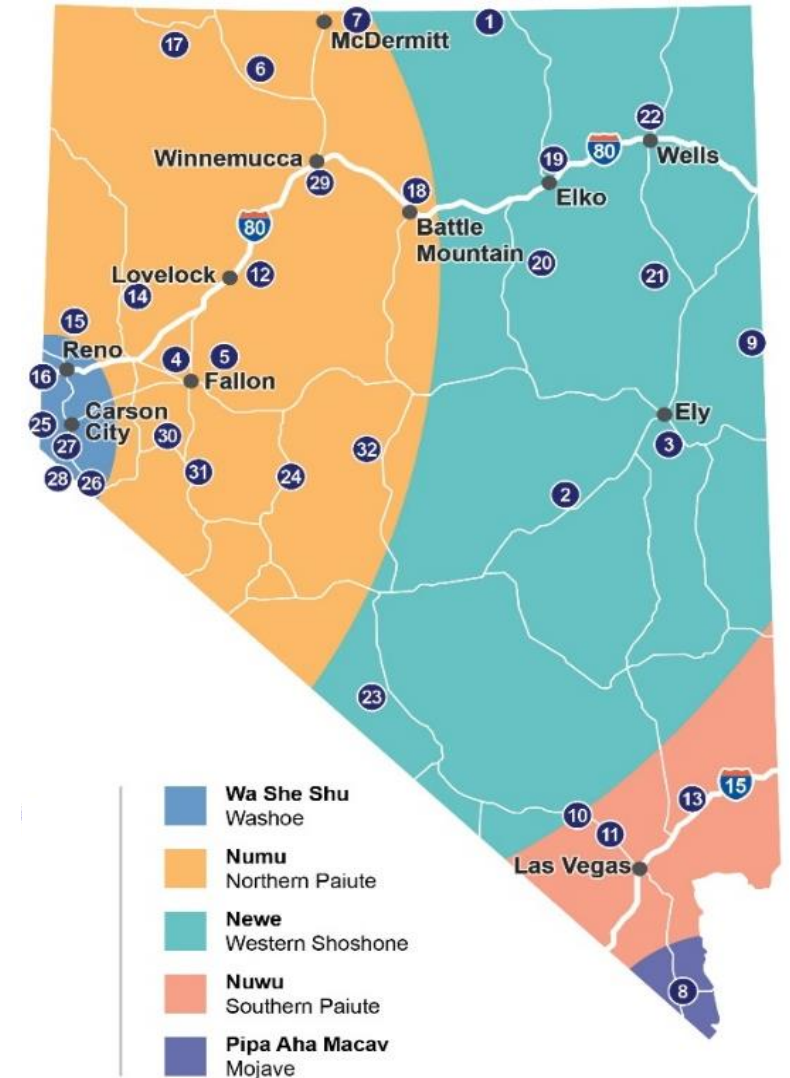 17
7
McDermitt
1
6
22
Winnemucca
19
80
Wells
29
18
Elko
80
Battle
Mountain
20
21
Lovelock
12
14
15
Reno
4
5
9
16
Fallon
25
Carson
City
Ely
27
30
32
3
28
26
31
24
2
23
15
13
10
11
Las Vegas
8
Wa She Shu
Washoe
Numu
Northern Paiute
Newe
Western Shoshone
Nuwu
Southern Paiute
Pipa Aha Macav
Mojave